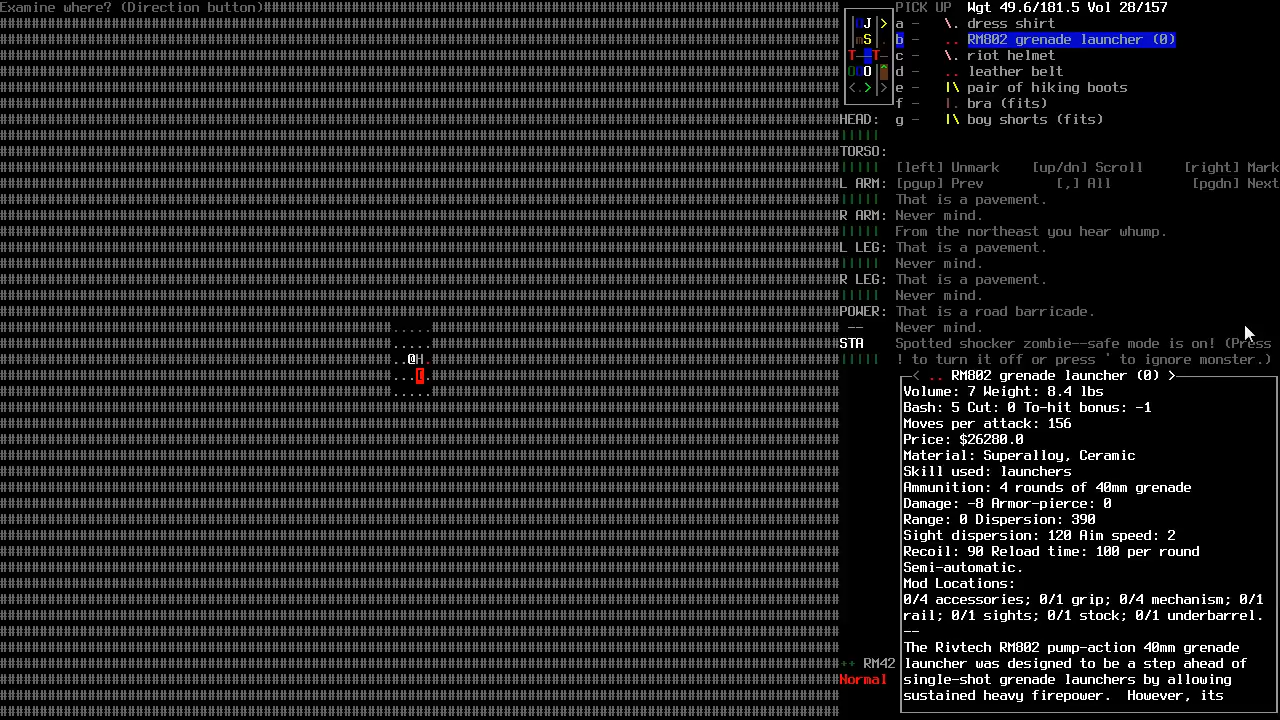 Examine where? (Direction button)
PICK UP  Wgt 49.6/181.5 Vol 28/157
a -     \. dress shirt
b -     .. RM802 grenade launcher (0)
c -     \. riot helmet
d -     .. leather belt
e -     |\ pair of hiking boots
f -     |. bra (fits)
g -     |\ boy shorts (fits)
[left] Unmark    [up/dn] Scroll    [right] Mark
[pgup] Prev    [,] All    [pgdn] Next
HEAD:
TORSO:
L ARM:
R ARM:
L LEG:
R LEG:
POWER:
--
STA
That is a pavement.
Never mind.
From the northeast you hear whump.
That is a pavement.
Never mind.
That is a pavement.
Never mind.
That is a road barricade.
Never mind.
Spotted shocker zombie--safe mode is on! (Press
! to turn it off or press ' to ignore monster.)
< .. RM802 grenade launcher (0) >
Volume: 7 Weight: 8.4 lbs
Bash: 5 Cut: 0 To-hit bonus: -1
Moves per attack: 156
Price: $26280.0
Material: Superalloy, Ceramic
Skill used: launchers
Ammunition: 4 rounds of 40mm grenade
Damage: -8 Armor-pierce: 0
Range: 0 Dispersion: 390
Sight dispersion: 120 Aim speed: 2
Recoil: 90 Reload time: 100 per round
Semi-automatic.
Mod Locations:
0/4 accessories; 0/1 grip; 0/4 mechanism; 0/1
rail; 0/1 sights; 0/1 stock; 0/1 underbarrel.
--
The Rivtech RM802 pump-action 40mm grenade
launcher was designed to be a step ahead of
single-shot grenade launchers by allowing
sustained heavy firepower.  However, its
++ RM42
Normal